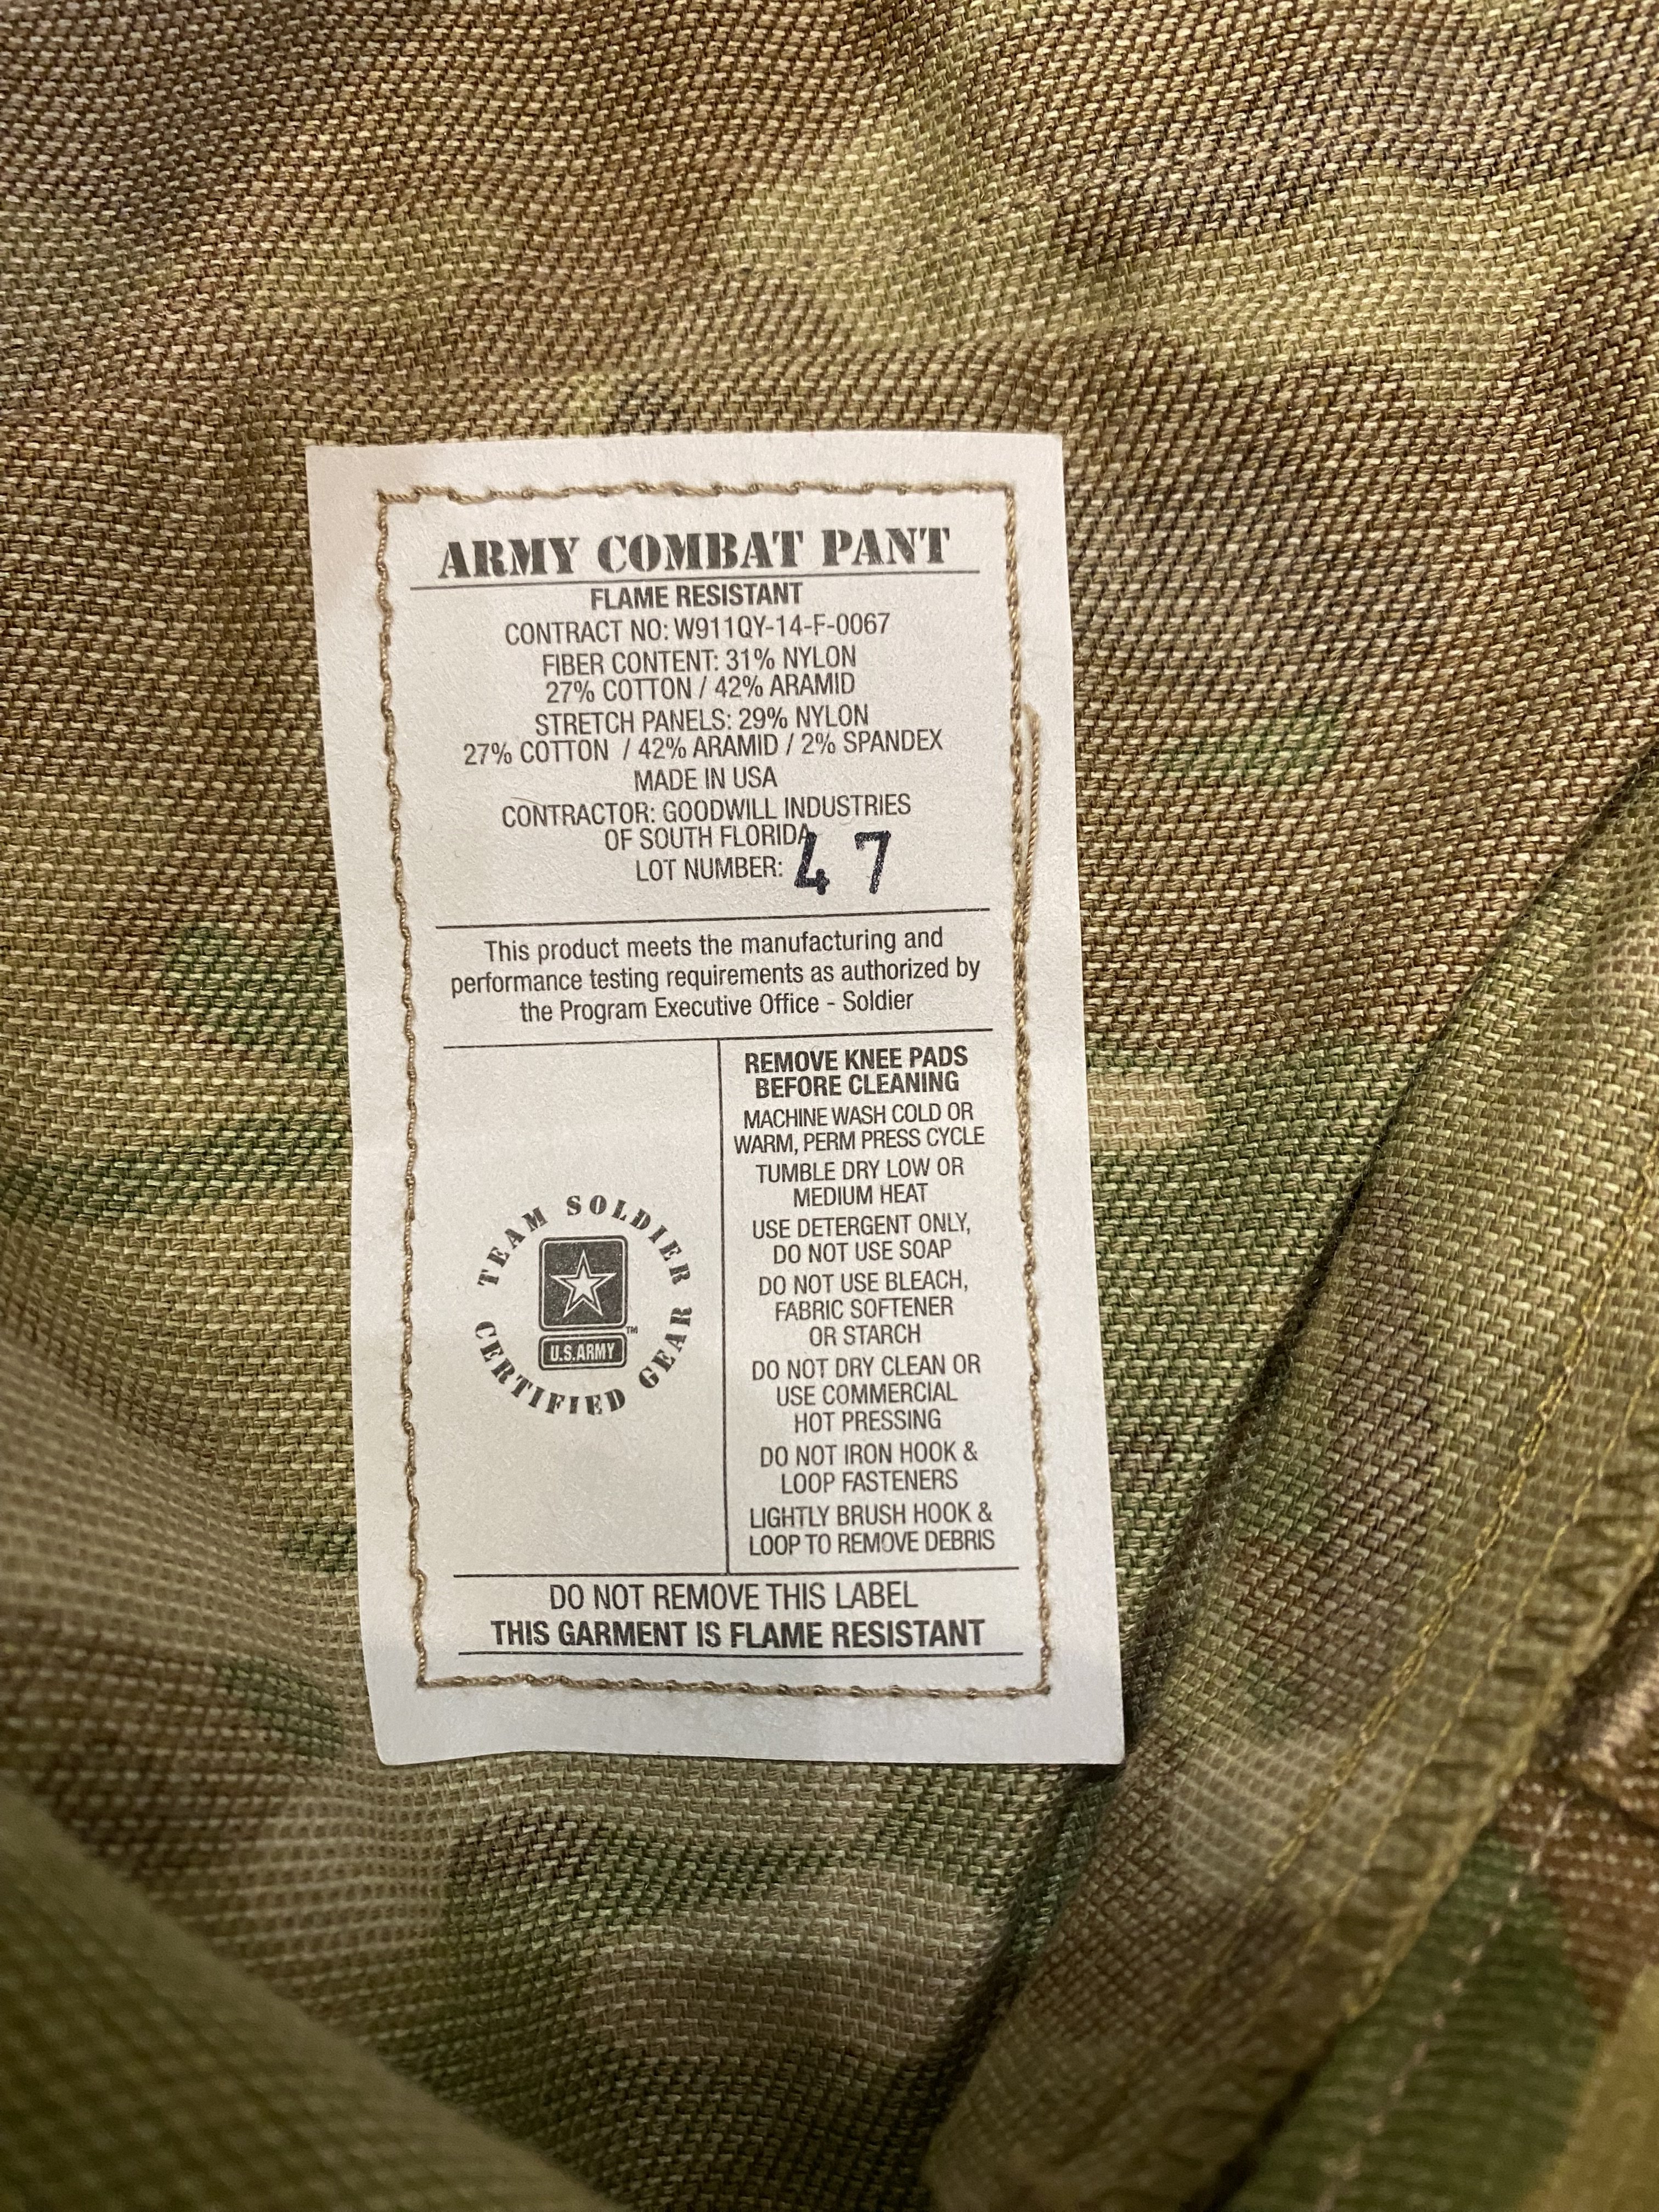 ARMY COMBAT PANT
FLAME RESISTANT
CONTRACT NO: W911QY-14-F-0067
FIBER CONTENT: 31% NYLON
27% COTTON / 42% ARAMID
STRETCH PANELS: 29% NYLON
27% COTTON / 42% ARAMID / 2% SPANDEX
MADE IN USA
CONTRACTOR: GOODWILL INDUSTRIES
OF SOUTH FLORIDA
LOT NUMBER: 47
This product meets the manufacturing and
performance testing requirements as authorized by
the Program Executive Office - Soldier
TEAM SOLDIER
CERTIFIED GEAR
U.S.ARMY ™
REMOVE KNEE PADS
BEFORE CLEANING
MACHINE WASH COLD OR
WARM, PERM PRESS CYCLE
TUMBLE DRY LOW OR
MEDIUM HEAT
USE DETERGENT ONLY,
DO NOT USE SOAP
DO NOT USE BLEACH,
FABRIC SOFTENER
OR STARCH
DO NOT DRY CLEAN OR
USE COMMERCIAL
HOT PRESSING
DO NOT IRON HOOK &
LOOP FASTENERS
LIGHTLY BRUSH HOOK &
LOOP TO REMOVE DEBRIS
DO NOT REMOVE THIS LABEL
THIS GARMENT IS FLAME RESISTANT